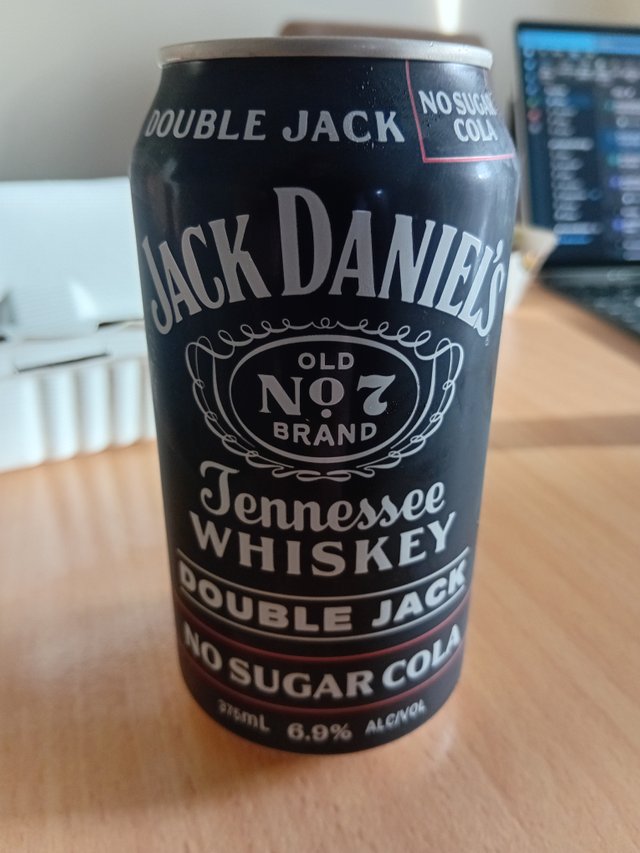 DOUBLE JACK
NO SUGAR
COLA
JACK DANIEL'S
OLD
No 7
BRAND
Tennessee
WHISKEY
DOUBLE JACK
NO SUGAR COLA
375mL 6.9% ALC/VOL